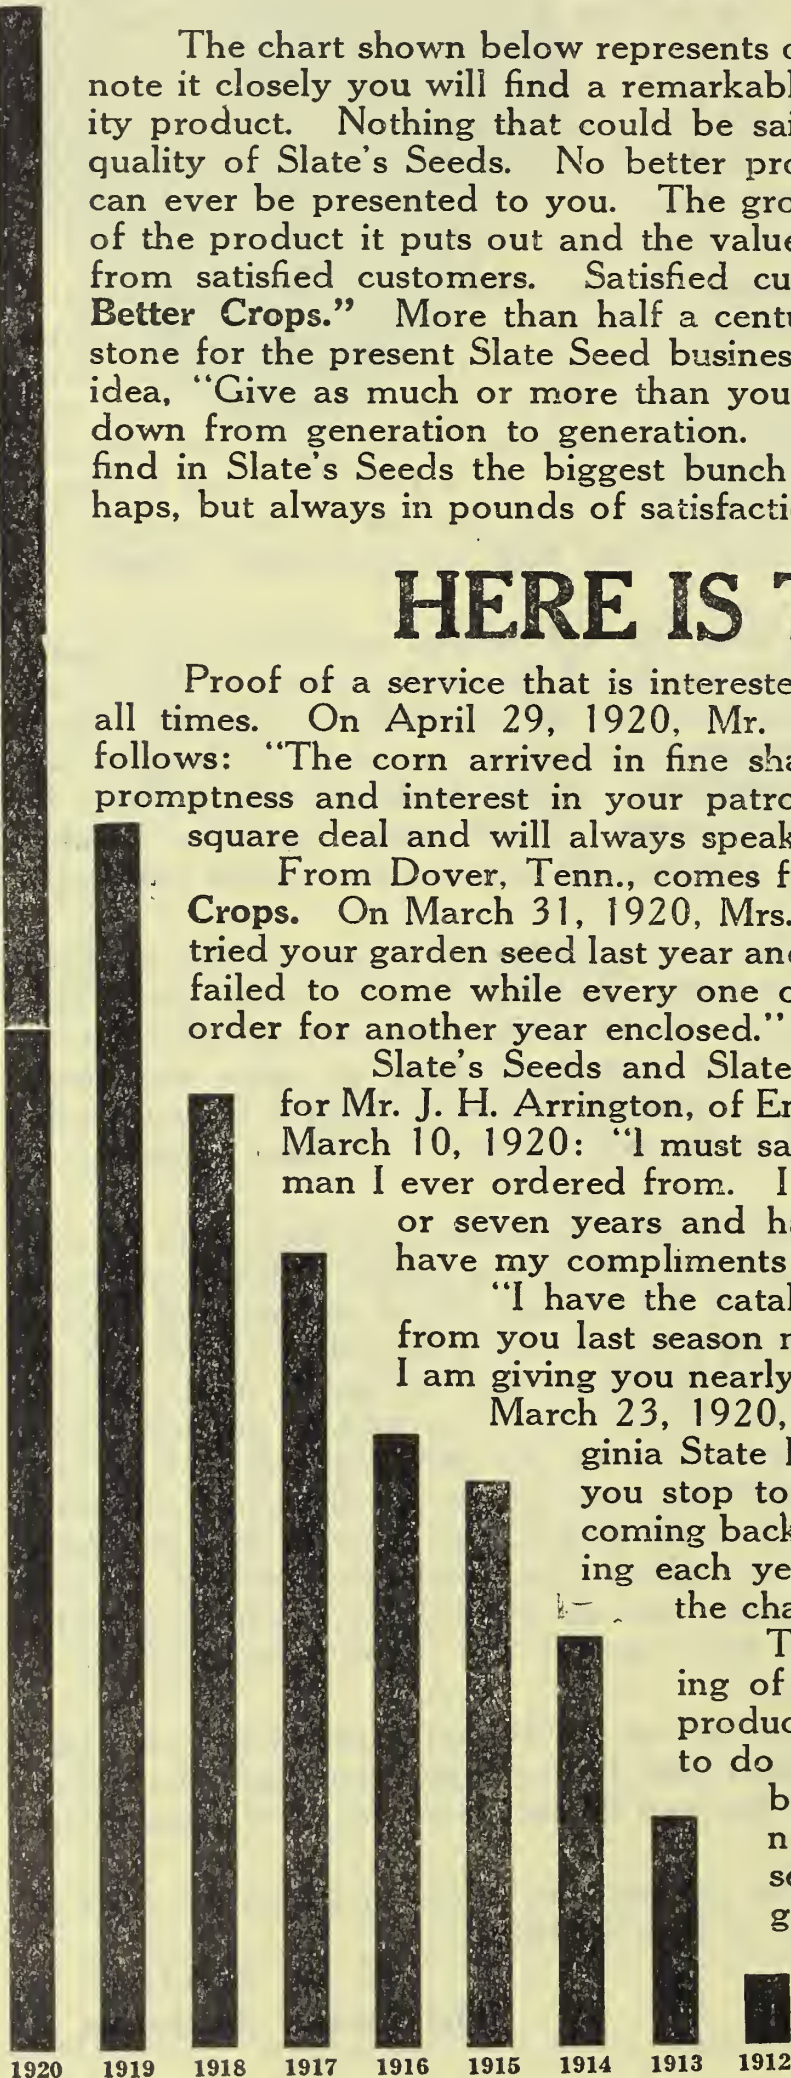 The chart shown below represents
note it closely you will find a remarkabl
ity product. Nothing that could be sai
quality of Slate's Seeds. No better pro
can ever be presented to you. The gro
of the product it puts out and the value
from satisfied customers. Satisfied cu
Better Crops." More than half a centu
stone for the present Slate Seed busines
idea, "Give as much or more than you
down from generation to generation.
find in Slate's Seeds the biggest bunch
haps, but always in pounds of satisfacti
HERE IS
Proof of a service that is intereste
all times. On April 29, 1920, Mr.
follows: "The corn arrived in fine sha
promptness and interest in your patro
square deal and will always speak
From Dover, Tenn., comes f
Crops. On March 31, 1920, Mrs.
tried your garden seed last year and
failed to come while every one o
order for another year enclosed."
Slate's Seeds and Slate
for Mr. J. H. Arrington, of En
March 10, 1920: "I must sa
man I ever ordered from. I
or seven years and ha
have my compliments
"I have the catal
from you last season
I am giving you nearly
March 23, 1920,
ginia State
you stop to
coming back
ing each ye
the cha
T
ing of
produc
to do
b
n
se
g
1920 1919 1918 1917 1916 1915 1914 1913 1912